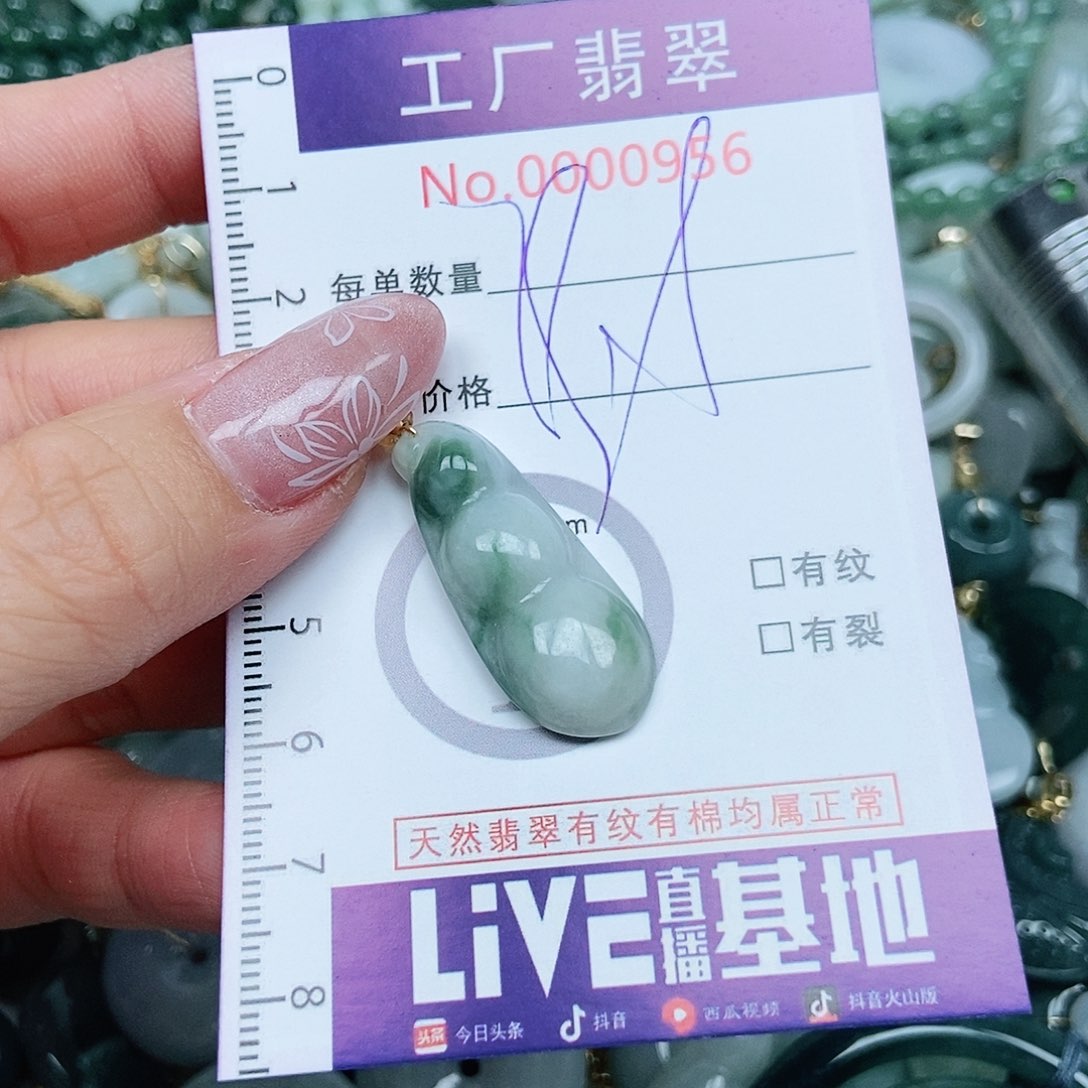 工厂翡翠
No.0000956
每单数量
价格
m
□有纹
□有裂
天然翡翠有纹有棉均属正常
LiVE直播基地
头条 今日头条 抖音 西瓜视频 抖音火山版
0
1
2
5
6
7
8